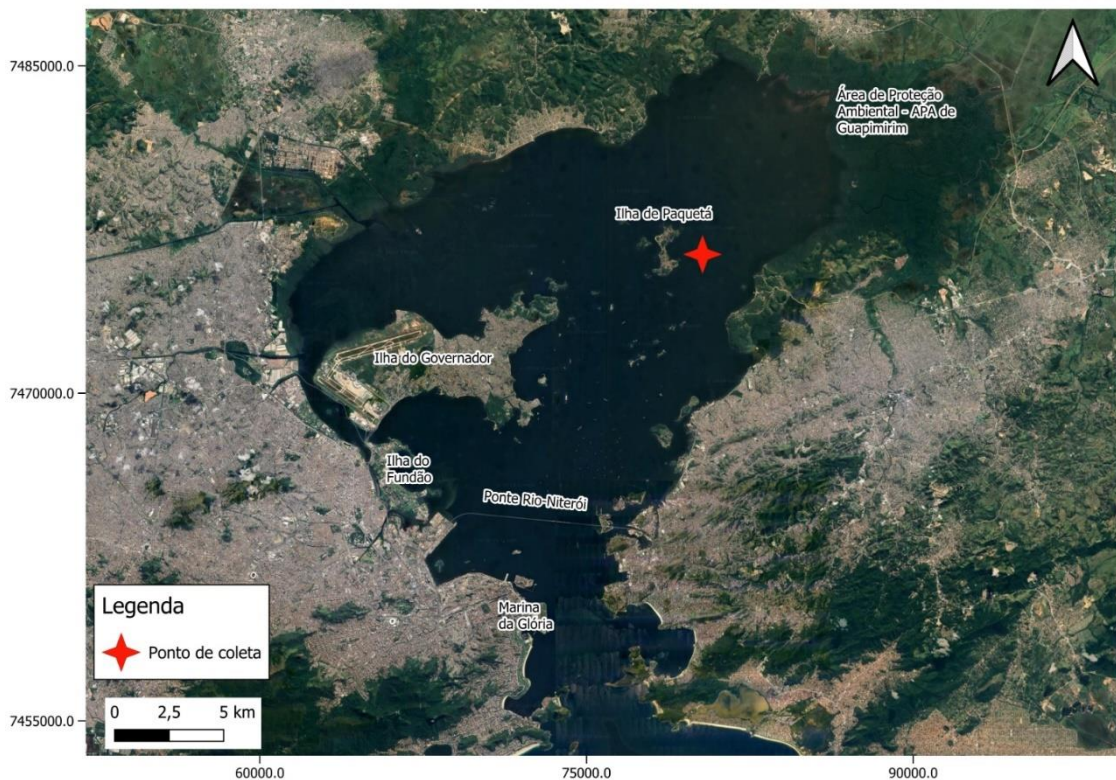 7485000.0
Área de Proteção
Ambiental - APA de
Guapimirim
Ilha de Paquetá
Ilha do Governador
7470000.0
Ilha do
Fundão
Ponte Rio-Niterói
Marina
da Glória
Legenda
Ponto de coleta
0 2,5 5 km
7455000.0
60000.0 75000.0 90000.0